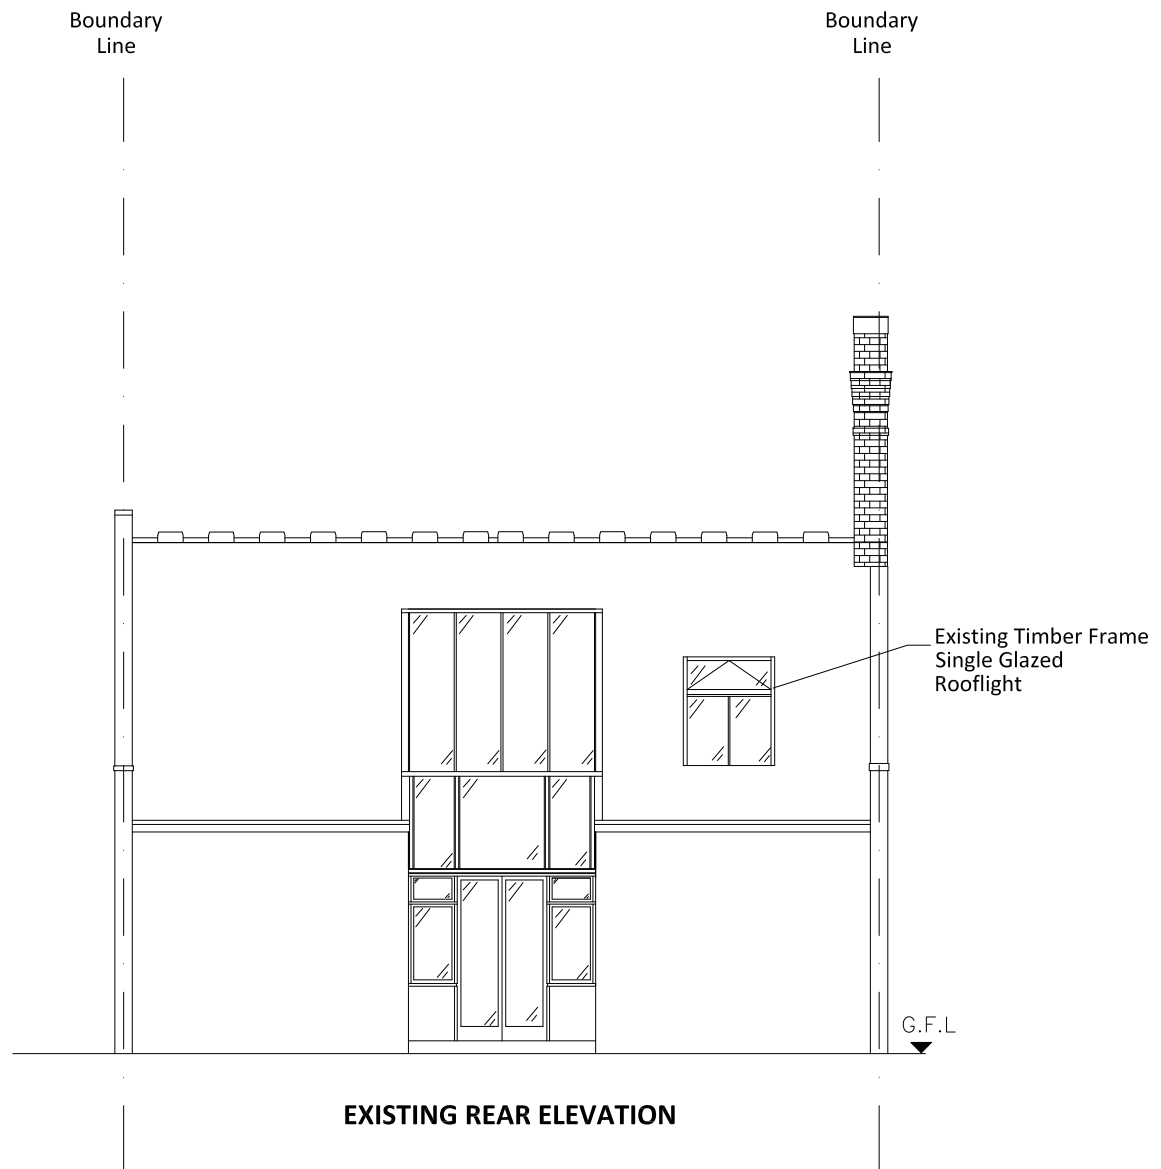 Boundary
Line
Boundary
Line
Existing Timber Frame
Single Glazed
Rooflight
G.F.L
EXISTING REAR ELEVATION